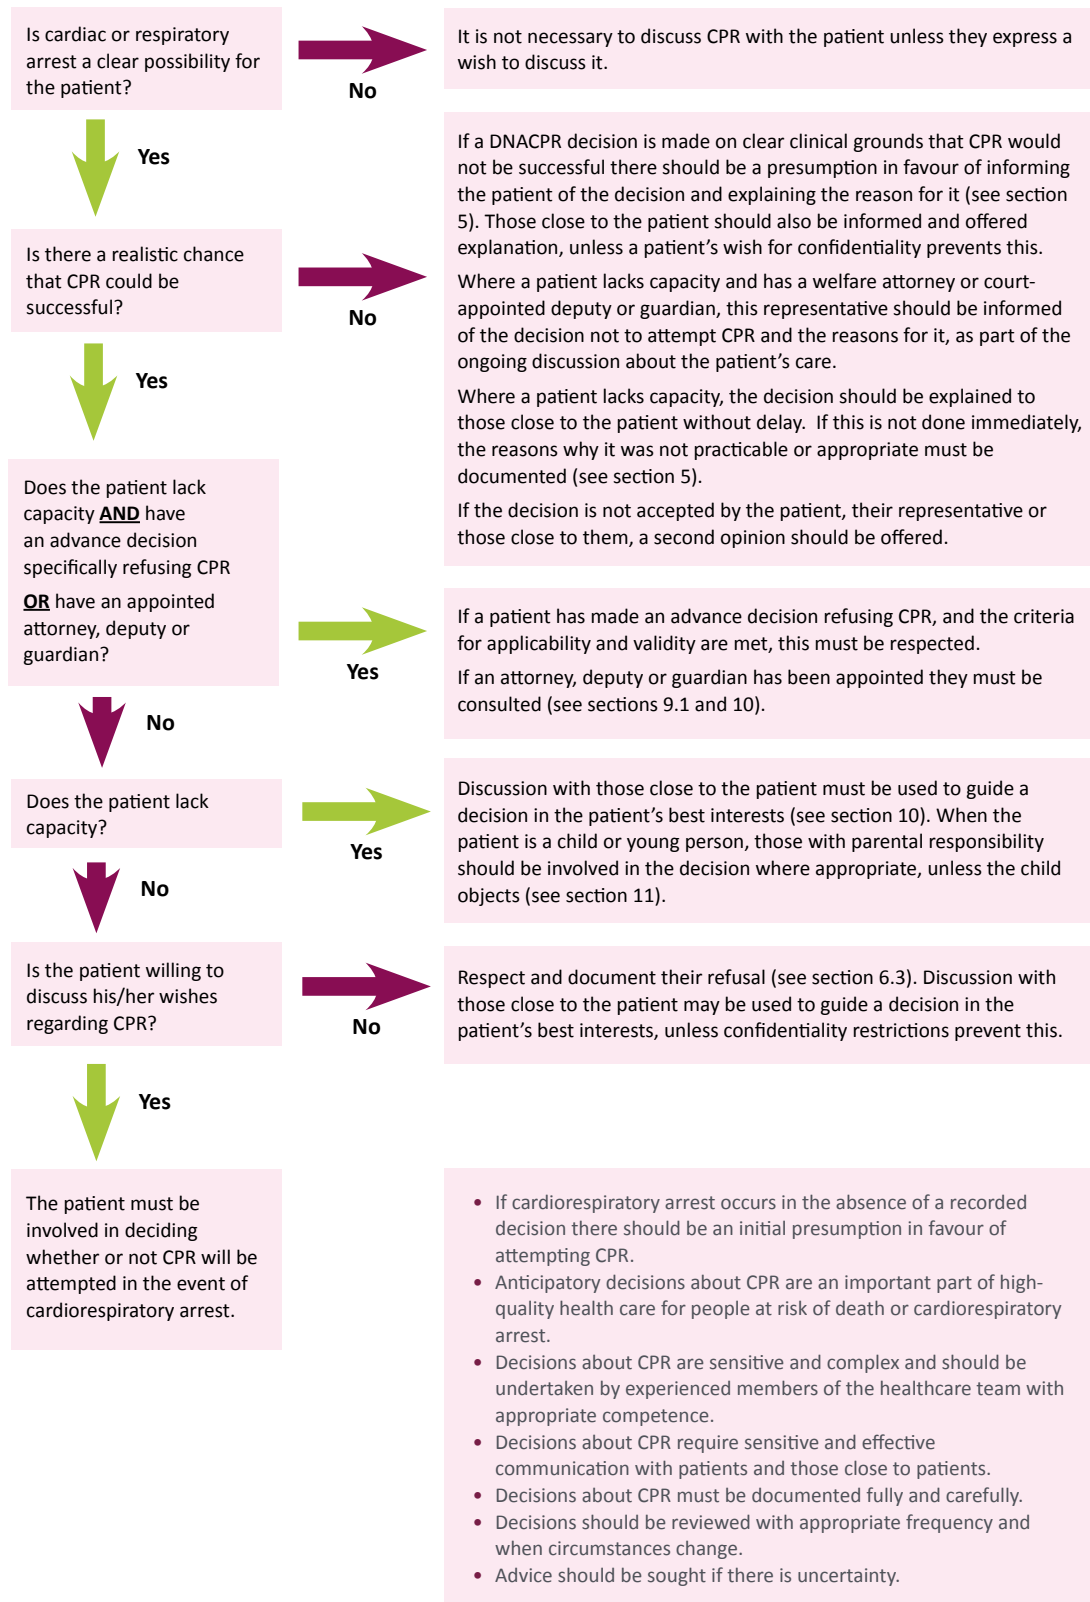 Is cardiac or respiratory
arrest a clear possibility for
the patient?
No
It is not necessary to discuss CPR with the patient unless they express a
wish to discuss it.
Yes
Is there a realistic chance
that CPR could be
successful?
No
If a DNACPR decision is made on clear clinical grounds that CPR would
not be successful there should be a presumption in favour of informing
the patient of the decision and explaining the reason for it (see section
5). Those close to the patient should also be informed and offered
explanation, unless a patient's wish for confidentiality prevents this.
Where a patient lacks capacity and has a welfare attorney or court-
appointed deputy or guardian, this representative should be informed
of the decision not to attempt CPR and the reasons for it, as part of the
ongoing discussion about the patient's care.
Where a patient lacks capacity, the decision should be explained to
those close to the patient without delay.  If this is not done immediately,
the reasons why it was not practicable or appropriate must be
documented (see section 5).
If the decision is not accepted by the patient, their representative or
those close to them, a second opinion should be offered.
Yes
Does the patient lack
capacity AND have
an advance decision
specifically refusing CPR
OR have an appointed
attorney, deputy or
guardian?
Yes
If a patient has made an advance decision refusing CPR, and the criteria
for applicability and validity are met, this must be respected.
If an attorney, deputy or guardian has been appointed they must be
consulted (see sections 9.1 and 10).
No
Does the patient lack
capacity?
Yes
Discussion with those close to the patient must be used to guide a
decision in the patient's best interests (see section 10). When the
patient is a child or young person, those with parental responsibility
should be involved in the decision where appropriate, unless the child
objects (see section 11).
No
Is the patient willing to
discuss his/her wishes
regarding CPR?
No
Respect and document their refusal (see section 6.3). Discussion with
those close to the patient may be used to guide a decision in the
patient's best interests, unless confidentiality restrictions prevent this.
Yes
The patient must be
involved in deciding
whether or not CPR will be
attempted in the event of
cardiorespiratory arrest.
• If cardiorespiratory arrest occurs in the absence of a recorded
decision there should be an initial presumption in favour of
attempting CPR.
• Anticipatory decisions about CPR are an important part of high-
quality health care for people at risk of death or cardiorespiratory
arrest.
• Decisions about CPR are sensitive and complex and should be
undertaken by experienced members of the healthcare team with
appropriate competence.
• Decisions about CPR require sensitive and effective
communication with patients and those close to patients.
• Decisions about CPR must be documented fully and carefully.
• Decisions should be reviewed with appropriate frequency and
when circumstances change.
• Advice should be sought if there is uncertainty.